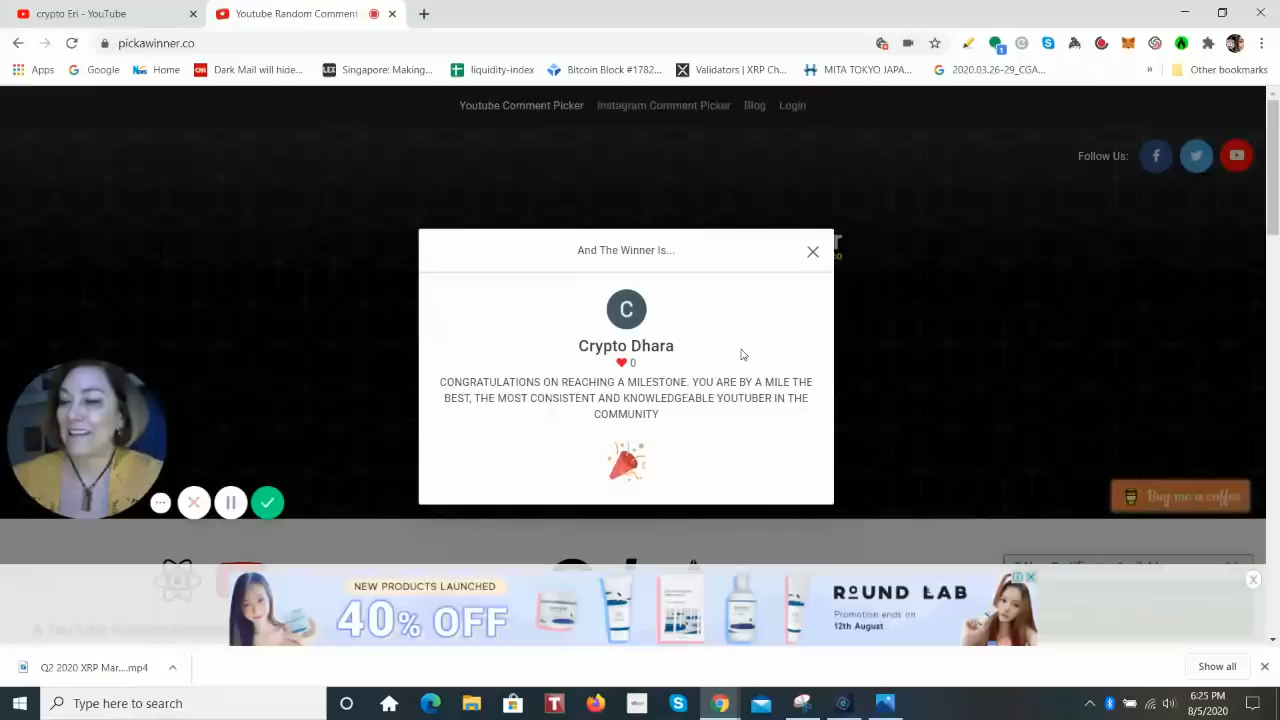 crypto Eri - YouTube
Youtube Random Comment
pickawinner.co
Apps
Google
Home
Dark Mail will hide...
Singapore: Making...
liquidity-index
Bitcoin Block #1782...
Validators | XRP Ch...
MITA TOKYO JAPA...
2020.03.26-29_CGA...
»
Other bookmarks
Youtube Comment Picker
Instagram Comment Picker
Blog
Login
Follow Us:
And The Winner Is...
C
Crypto Dhara
0
CONGRATULATIONS ON REACHING A MILESTONE. YOU ARE BY A MILE THE
BEST, THE MOST CONSISTENT AND KNOWLEDGEABLE YOUTUBER IN THE
COMMUNITY
Buy me a coffee
NEW PRODUCTS LAUNCHED
40% OFF
ROUND LAB
Promotion ends on
12th August
Q2 2020 XRP Mar....mp4
Show all
Type here to search
6:25 PM
8/5/2020